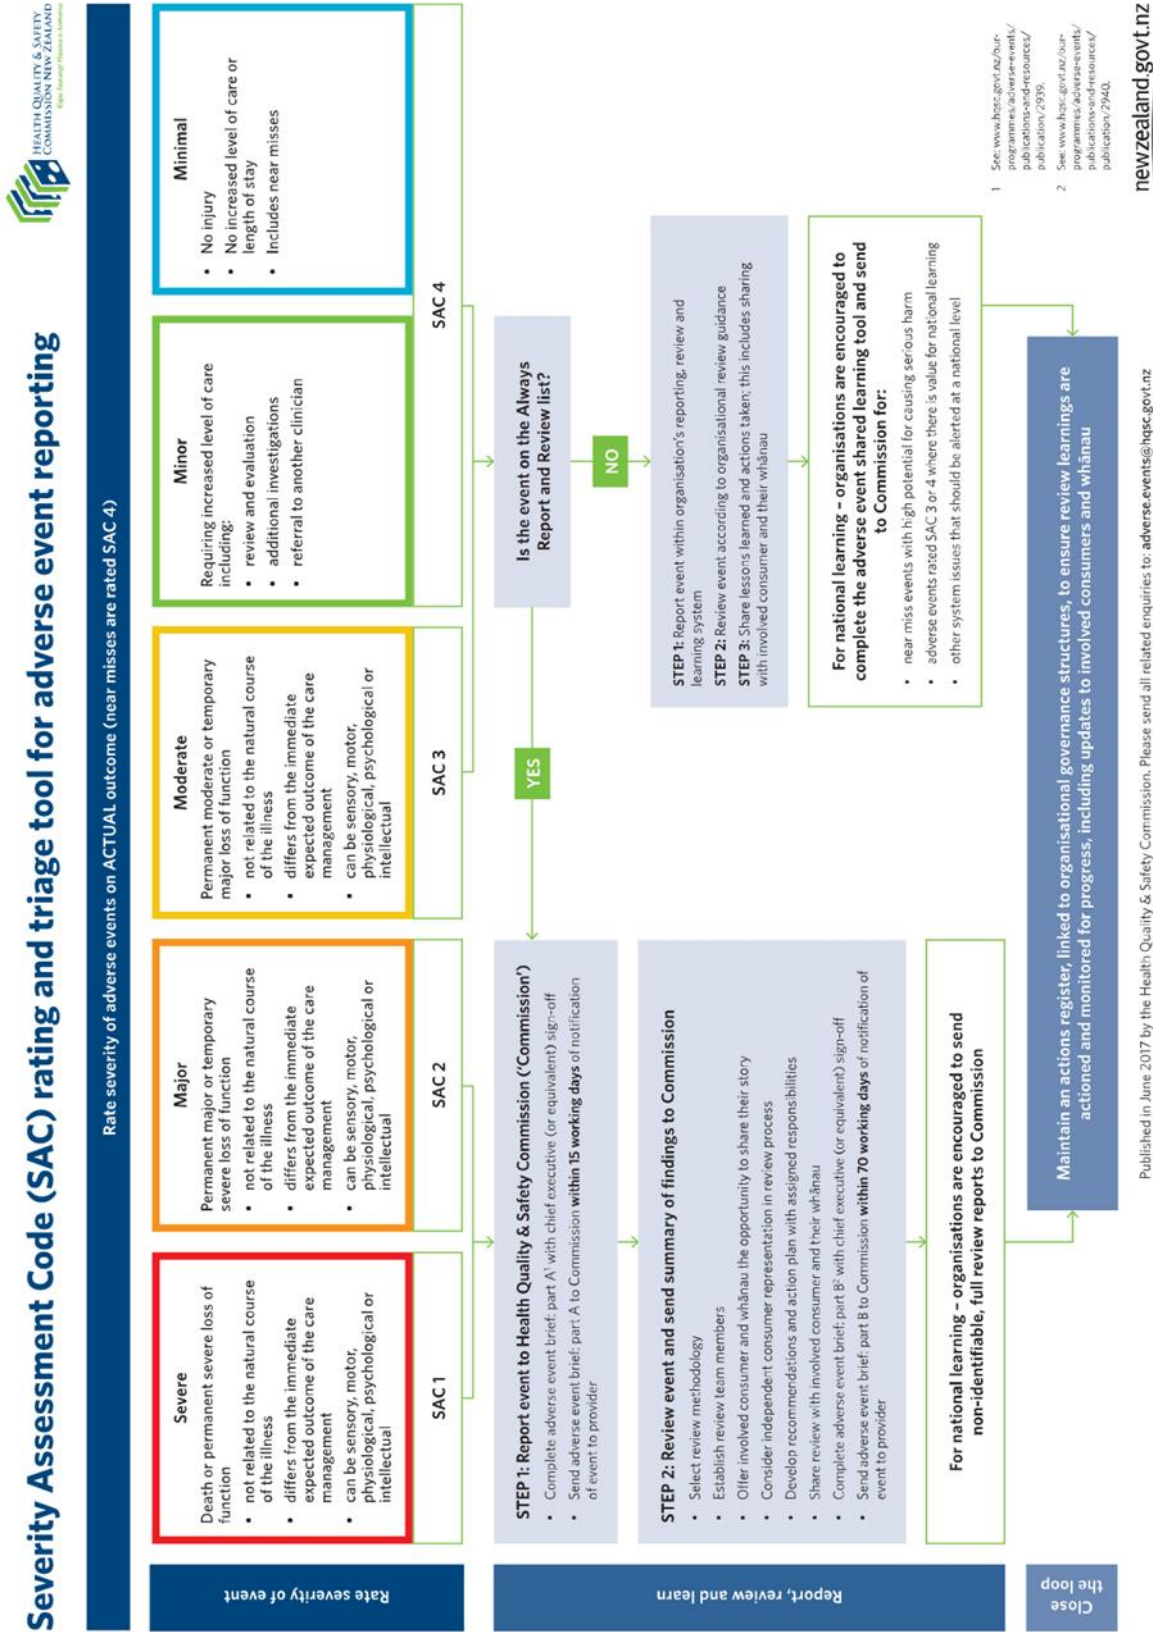 Severity Assessment Code (SAC) rating and triage tool for adverse event reporting
HEALTH QUALITY & SAFETY
COMMISSION NEW ZEALAND
Kupu Taurangi Hauora o Aotearoa
Rate severity of adverse events on ACTUAL outcome (near misses are rated SAC 4)
Rate severity of event
Severe
Death or permanent severe loss of
function
• not related to the natural course
of the illness
• differs from the immediate
expected outcome of the care
management
• can be sensory, motor,
physiological, psychological or
intellectual
SAC 1
Major
Permanent major or temporary
severe loss of function
• not related to the natural course
of the illness
• differs from the immediate
expected outcome of the care
management
• can be sensory, motor,
physiological, psychological or
intellectual
SAC 2
Moderate
Permanent moderate or temporary
major loss of function
• not related to the natural course
of the illness
• differs from the immediate
expected outcome of the care
management
• can be sensory, motor,
physiological, psychological or
intellectual
SAC 3
Minor
Requiring increased level of care
including:
• review and evaluation
• additional investigations
• referral to another clinician
Minimal
• No injury
• No increased level of care or
length of stay
• Includes near misses
SAC 4
Report, review and learn
STEP 1: Report event to Health Quality & Safety Commission (‘Commission’)
• Complete adverse event brief: part A¹ with chief executive (or equivalent) sign-off
• Send adverse event brief: part A to Commission within 15 working days of notification
of event to provider
STEP 2: Review event and send summary of findings to Commission
• Select review methodology
• Establish review team members
• Offer involved consumer and whānau the opportunity to share their story
• Consider independent consumer representation in review process
• Develop recommendations and action plan with assigned responsibilities
• Share review with involved consumer and their whānau
• Complete adverse event brief: part B² with chief executive (or equivalent) sign-off
• Send adverse event brief: part B to Commission within 70 working days of notification of
event to provider
For national learning – organisations are encouraged to send
non-identifiable, full review reports to Commission
YES
Is the event on the Always
Report and Review list?
NO
STEP 1: Report event within organisation’s reporting, review and
learning system
STEP 2: Review event according to organisational review guidance
STEP 3: Share lessons learned and actions taken; this includes sharing
with involved consumer and their whānau
For national learning – organisations are encouraged to
complete the adverse event shared learning tool and send
to Commission for:
• near miss events with high potential for causing serious harm
• adverse events rated SAC 3 or 4 where there is value for national learning
• other system issues that should be alerted at a national level
Close
the loop
Maintain an actions register, linked to organisational governance structures, to ensure review learnings are
actioned and monitored for progress, including updates to involved consumers and whānau
1 See: www.hqsc.govt.nz/our-
programmes/adverse-events/
publications-and-resources/
publication/2939.
2 See: www.hqsc.govt.nz/our-
programmes/adverse-events/
publications-and-resources/
publication/2940.
Published in June 2017 by the Health Quality & Safety Commission. Please send all related enquiries to: adverse.events@hqsc.govt.nz
newzealand.govt.nz